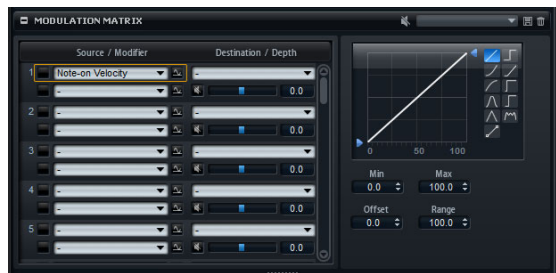 MODULATION MATRIX
Source / Modifier Destination / Depth
1 Note-on Velocity -
- 0.0
2 - -
- 0.0
3 - -
- 0.0
4 - -
- 0.0
5 - -
- 0.0
0 50 100
Min Max
0.0 100.0
Offset Range
0.0 100.0